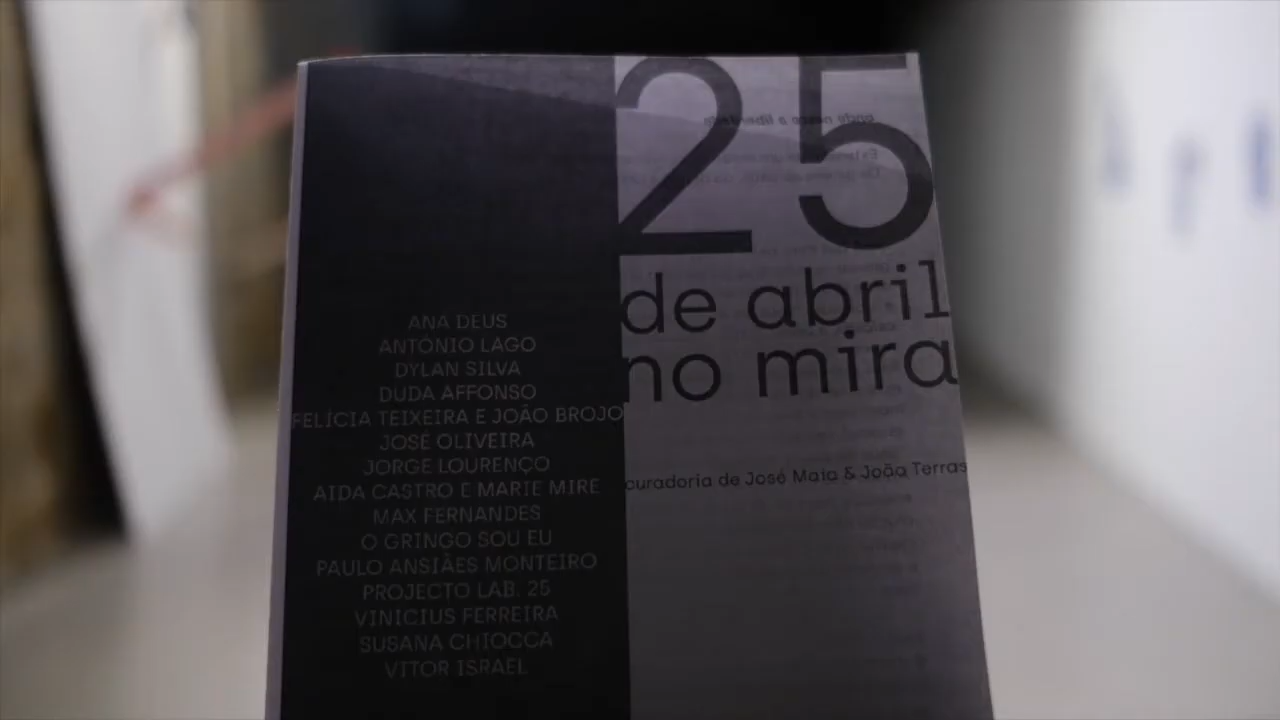 ANA DEUS
ANTÓNIO LAGO
DYLAN SILVA
DUDA AFFONSO
FELÍCIA TEIXEIRA E JOÃO BROJO
JOSÉ OLIVEIRA
JORGE LOURENÇO
AIDA CASTRO E MARIE MIRE
MAX FERNANDES
O GRINGO SOU EU
PAULO ANSIÃES MONTEIRO
PROJECTO LAB. 25
VINICIUS FERREIRA
SUSANA CHIOCCA
VITOR ISRAEL
25
de abril
no mira
curadoria de José Maia & João Terras